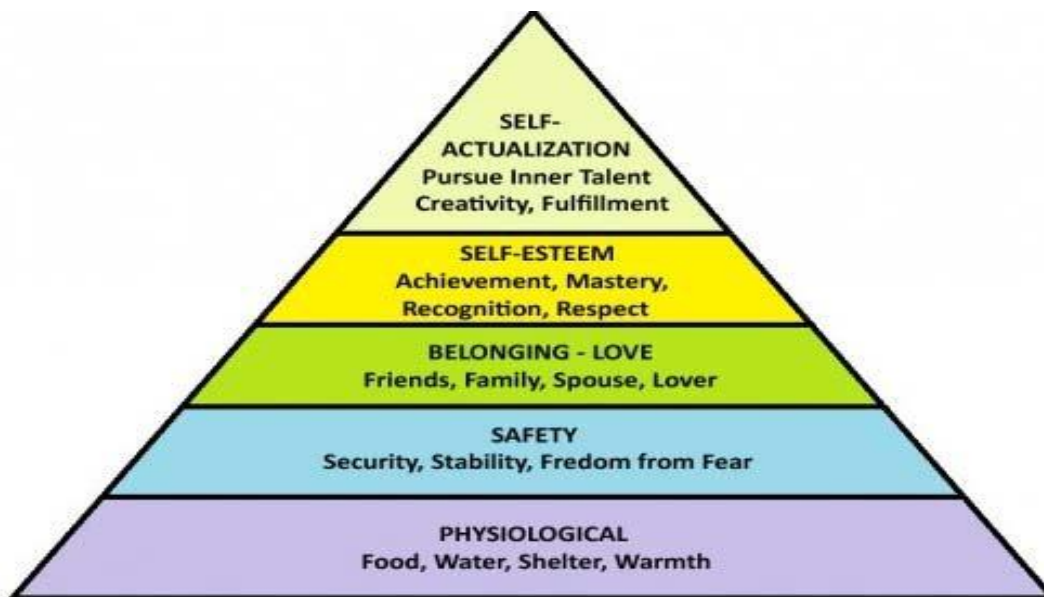 SELF-
ACTUALIZATION
Pursue Inner Talent
Creativity, Fulfillment
SELF-ESTEEM
Achievement, Mastery,
Recognition, Respect
BELONGING - LOVE
Friends, Family, Spouse, Lover
SAFETY
Security, Stability, Fredom from Fear
PHYSIOLOGICAL
Food, Water, Shelter, Warmth